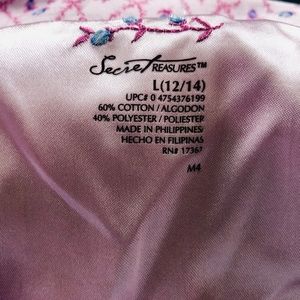 Secret TREASURES™
L(12/14)
UPC# 0 4754376199
60% COTTON / ALGODON
40% POLYESTER / POLIESTER
MADE IN PHILIPPINES/
HECHO EN FILIPINAS
RN# 17367
M4